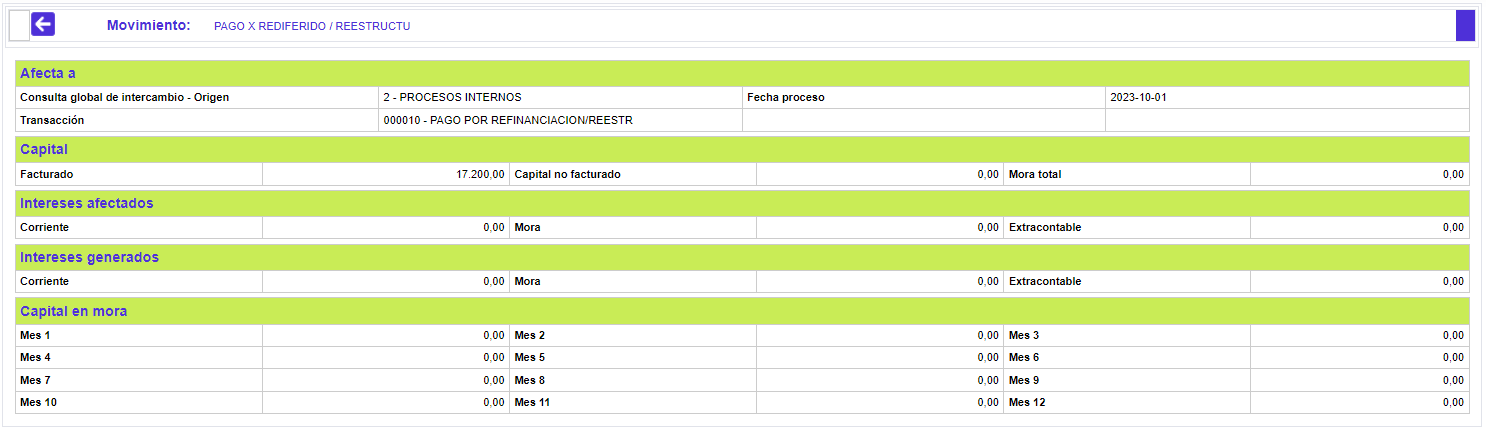 Movimiento: PAGO X REDIFERIDO / REESTRUCTU
Afecta a
Consulta global de intercambio - Origen 2 - PROCESOS INTERNOS Fecha proceso 2023-10-01
Transacción 000010 - PAGO POR REFINANCIACION/REESTR
Capital
Facturado 17.200,00 Capital no facturado 0,00 Mora total 0,00
Intereses afectados
Corriente 0,00 Mora 0,00 Extracontable 0,00
Intereses generados
Corriente 0,00 Mora 0,00 Extracontable 0,00
Capital en mora
Mes 1 0,00 Mes 2 0,00 Mes 3 0,00
Mes 4 0,00 Mes 5 0,00 Mes 6 0,00
Mes 7 0,00 Mes 8 0,00 Mes 9 0,00
Mes 10 0,00 Mes 11 0,00 Mes 12 0,00